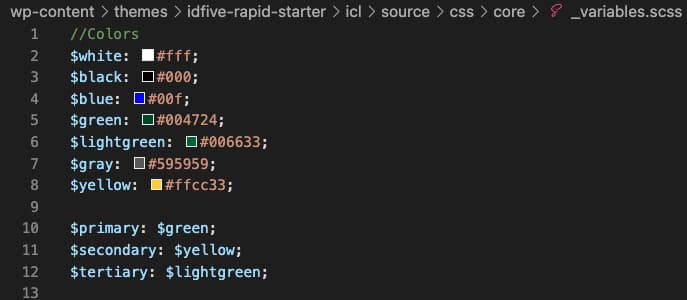 wp-content > themes > idfive-rapid-starter > icl > source > css > core > _variables.scss
1 //Colors
2 $white: #fff;
3 $black: #000;
4 $blue: #00f;
5 $green: #004724;
6 $lightgreen: #006633;
7 $gray: #595959;
8 $yellow: #ffcc33;
9
10 $primary: $green;
11 $secondary: $yellow;
12 $tertiary: $lightgreen;
13